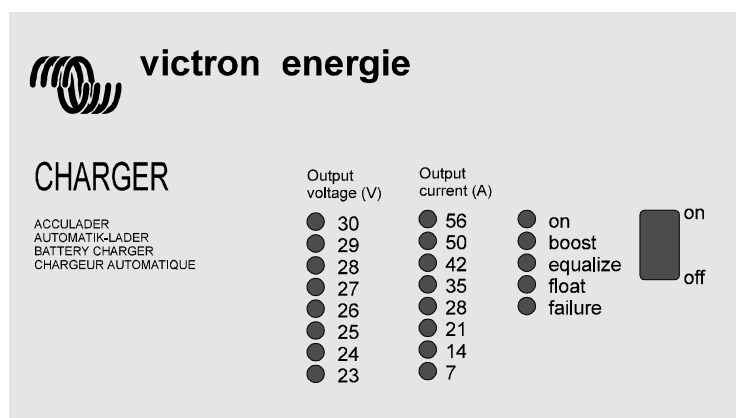 victron energie
CHARGER
ACCULADER
AUTOMATIK-LADER
BATTERY CHARGER
CHARGEUR AUTOMATIQUE
Output
voltage (V)
30
29
28
27
26
25
24
23
Output
current (A)
56
50
42
35
28
21
14
7
on
boost
equalize
float
failure
on
off